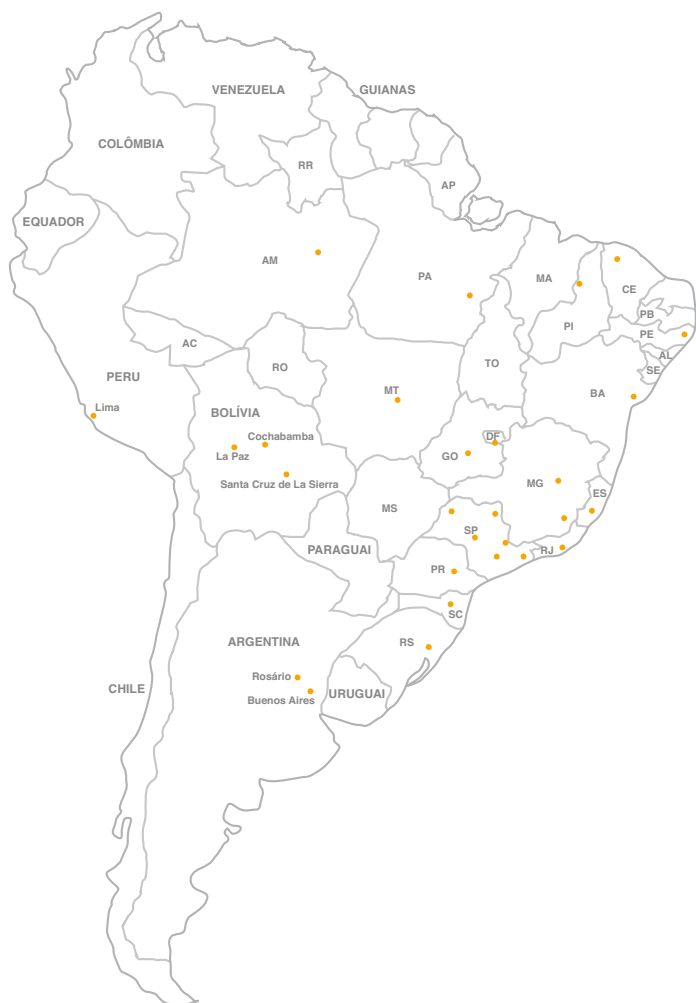 VENEZUELA
GUIANAS
COLÔMBIA
RR
AP
EQUADOR
AM
PA
MA
CE
PB
PI
PE
AC
AL
RO
TO
SE
PERU
MT
BA
Lima
BOLÍVIA
Cochabamba
DF
La Paz
GO
Santa Cruz de La Sierra
MG
ES
MS
SP
PARAGUAI
RJ
PR
SC
ARGENTINA
RS
Rosário
CHILE
URUGUAI
Buenos Aires